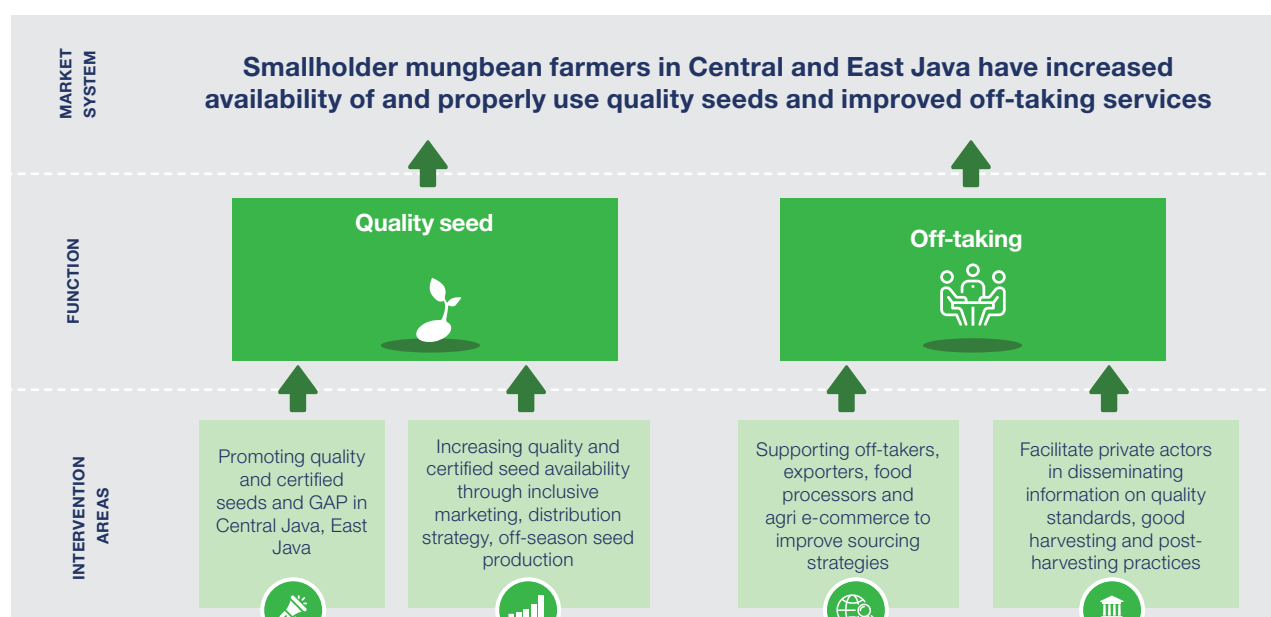 MARKET
SYSTEM
Smallholder mungbean farmers in Central and East Java have increased
availability of and properly use quality seeds and improved off-taking services
FUNCTION
Quality seed
Off-taking
INTERVENTION
AREAS
Promoting quality
and certified
seeds and GAP in
Central Java, East
Java
Increasing quality and
certified seed availability
through inclusive
marketing, distribution
strategy, off-season seed
production
Supporting off-takers,
exporters, food
processors and
agri e-commerce to
improve sourcing
strategies
Facilitate private actors
in disseminating
information on quality
standards, good
harvesting and post-
harvesting practices